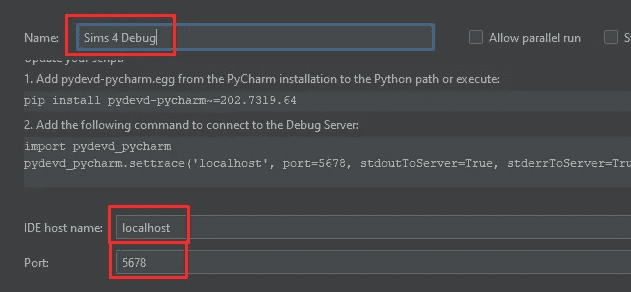 Name: Sims 4 Debug Allow parallel run
Update your script
1. Add pydevd-pycharm.egg from the PyCharm installation to the Python path or execute:
pip install pydevd-pycharm~=202.7319.64
2. Add the following command to connect to the Debug Server:
import pydevd_pycharm
pydevd_pycharm.settrace('localhost', port=5678, stdoutToServer=True, stderrToServer=True
IDE host name: localhost
Port: 5678